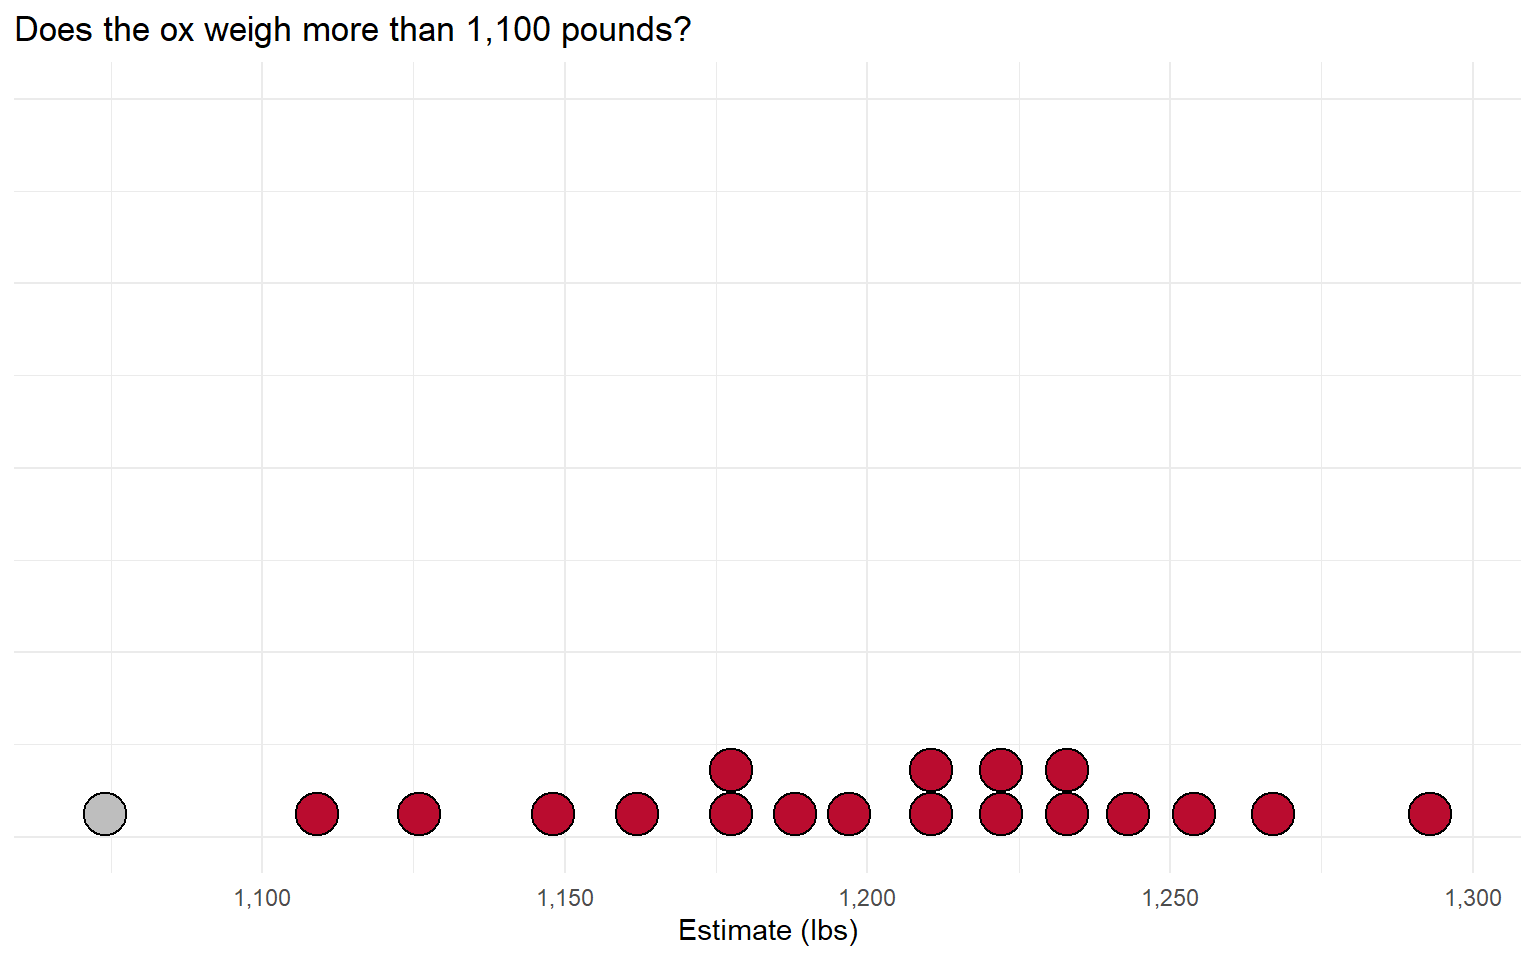 Does the ox weigh more than 1,100 pounds?
1,100 1,150 1,200 1,250 1,300
Estimate (lbs)